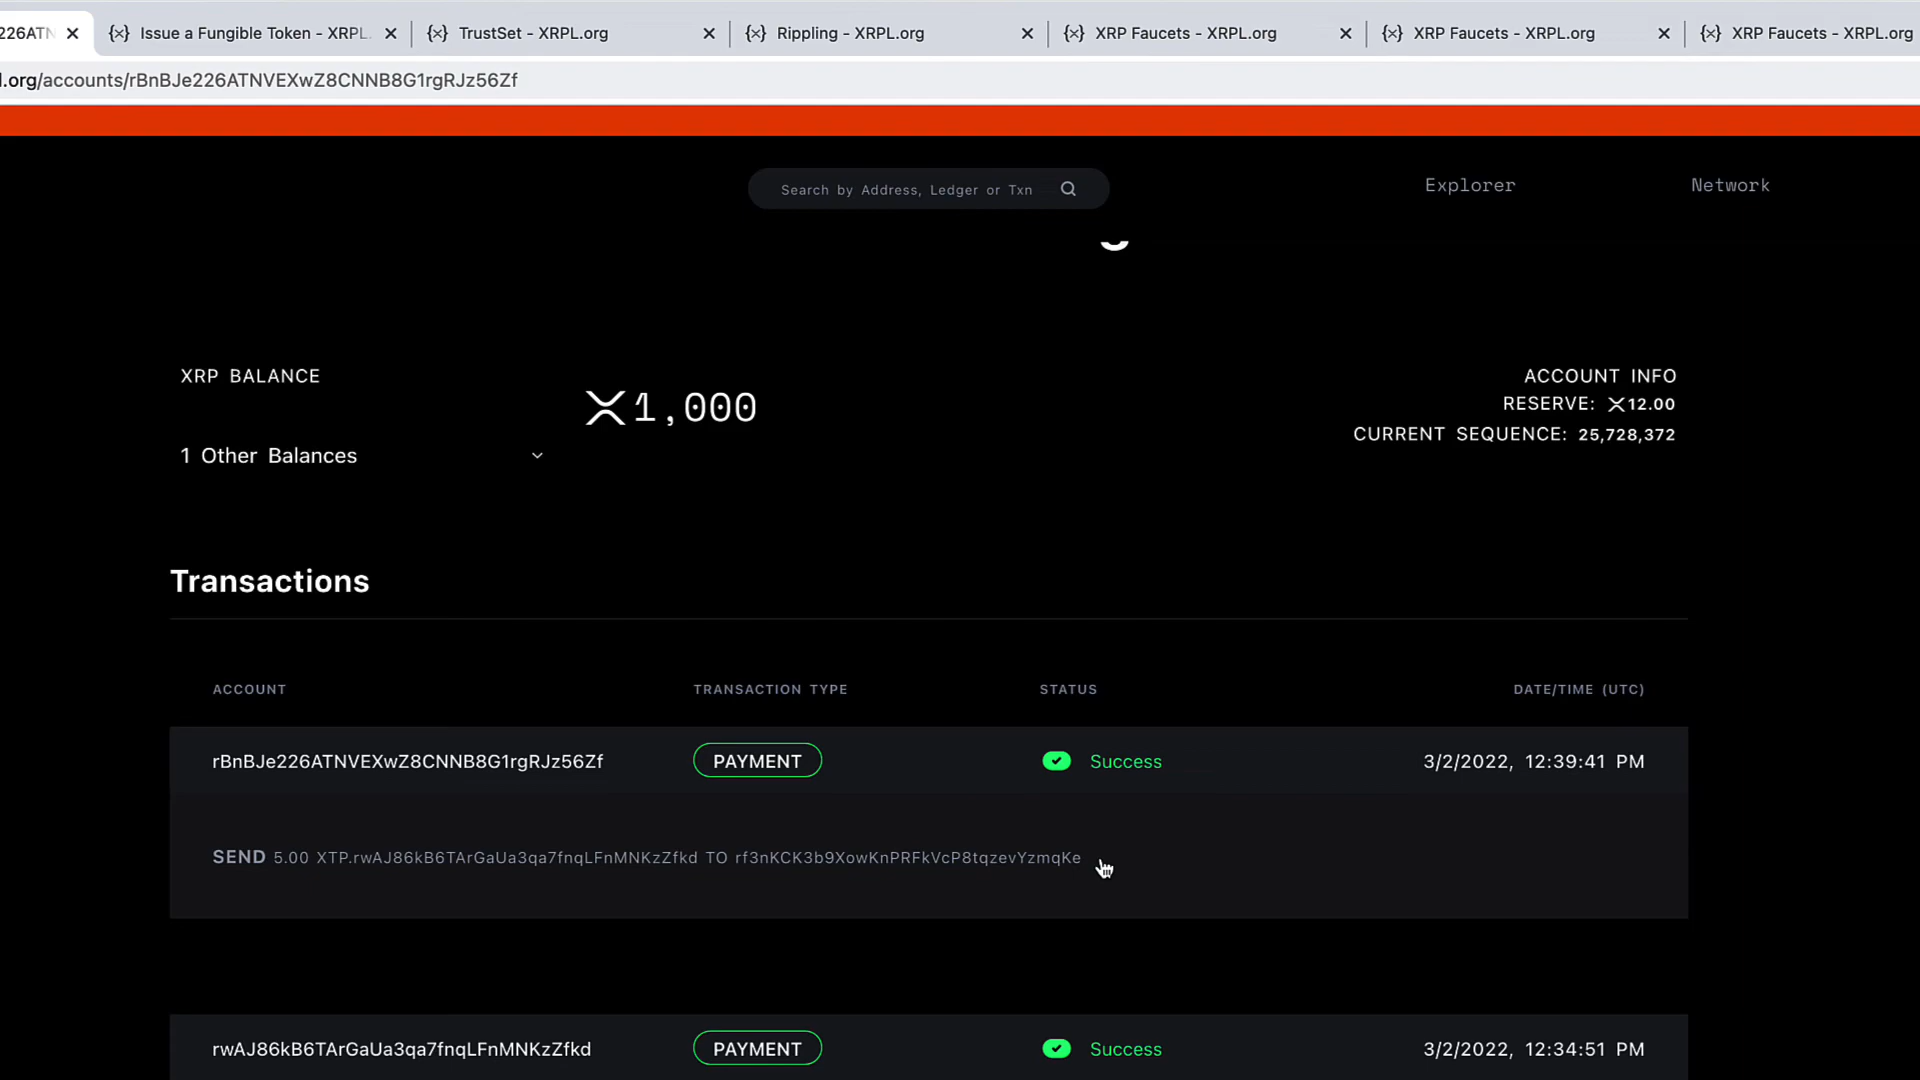 226ATN
Issue a Fungible Token - XRPL.
TrustSet - XRPL.org
Rippling - XRPL.org
XRP Faucets - XRPL.org
XRP Faucets - XRPL.org
XRP Faucets - XRPL.org
l.org/accounts/rBnBJe226ATNVEXwZ8CNNB8G1rgRJz56Zf
Search by Address, Ledger or Txn
Explorer
Network
XRP BALANCE
1,000
ACCOUNT INFO
RESERVE: 12.00
CURRENT SEQUENCE: 25,728,372
1 Other Balances
Transactions
ACCOUNT TRANSACTION TYPE STATUS DATE/TIME (UTC)
rBnBJe226ATNVEXwZ8CNNB8G1rgRJz56Zf PAYMENT Success 3/2/2022, 12:39:41 PM
SEND 5.00 XTP.rwAJ86kB6TArGaUa3qa7fnqLFnMNKzZfkd TO rf3nKCK3b9XowKnPRFkVcP8tqzevYzmqKe
rwAJ86kB6TArGaUa3qa7fnqLFnMNKzZfkd PAYMENT Success 3/2/2022, 12:34:51 PM